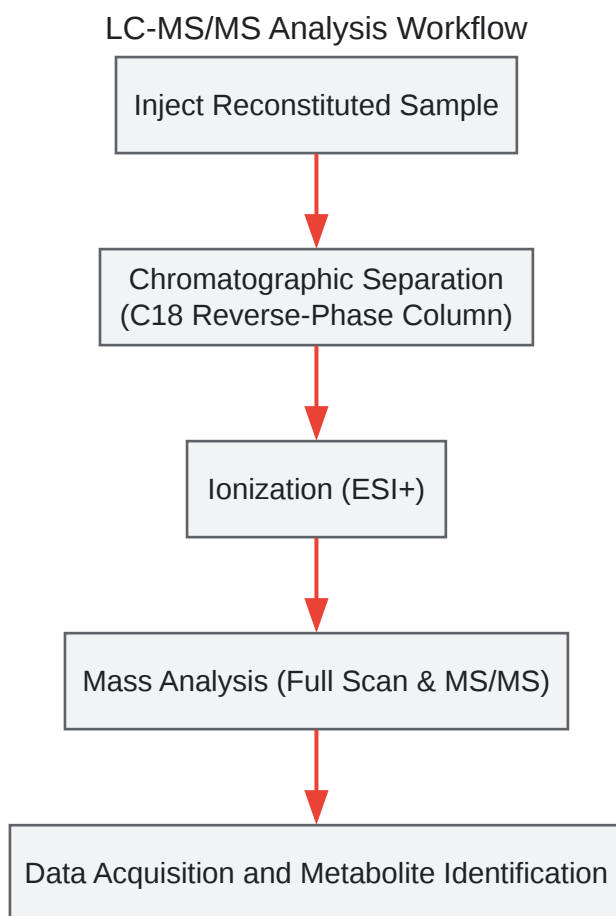 LC-MS/MS Analysis Workflow
Inject Reconstituted Sample
Chromatographic Separation
(C18 Reverse-Phase Column)
Ionization (ESI+)
Mass Analysis (Full Scan & MS/MS)
Data Acquisition and Metabolite Identification